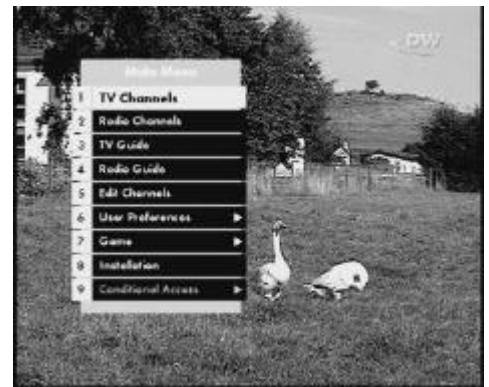 DW
Main Menu
1 TV Channels
2 Radio Channels
3 TV Guide
4 Radio Guide
5 Edit Channels
6 User Preferences
7 Game
8 Installation
9 Conditional Access